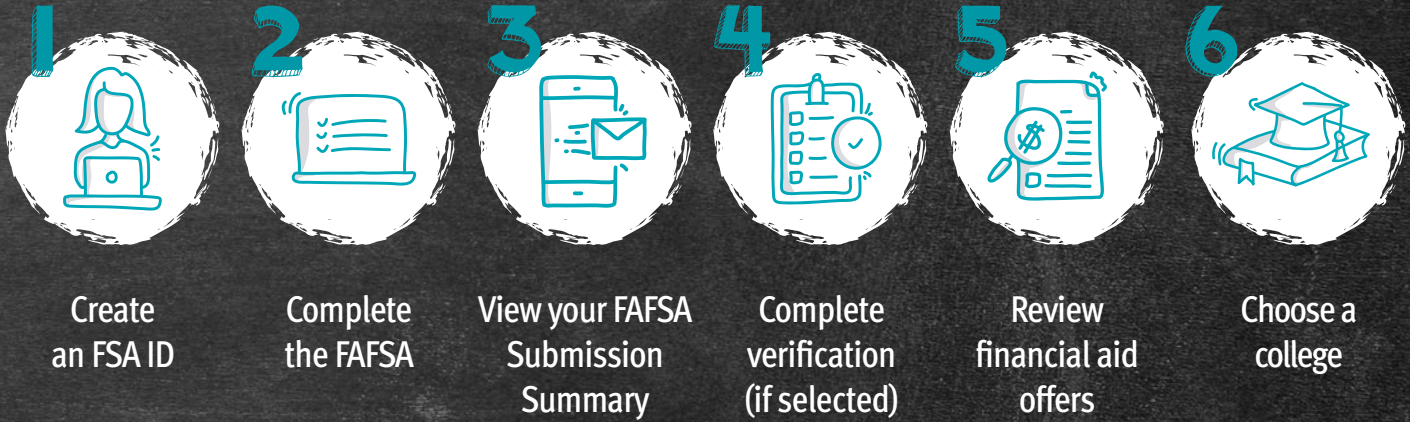 1
Create
an FSA ID
2
Complete
the FAFSA
3
View your FAFSA
Submission
Summary
4
Complete
verification
(if selected)
5
$
Review
financial aid
offers
6
Choose a
college